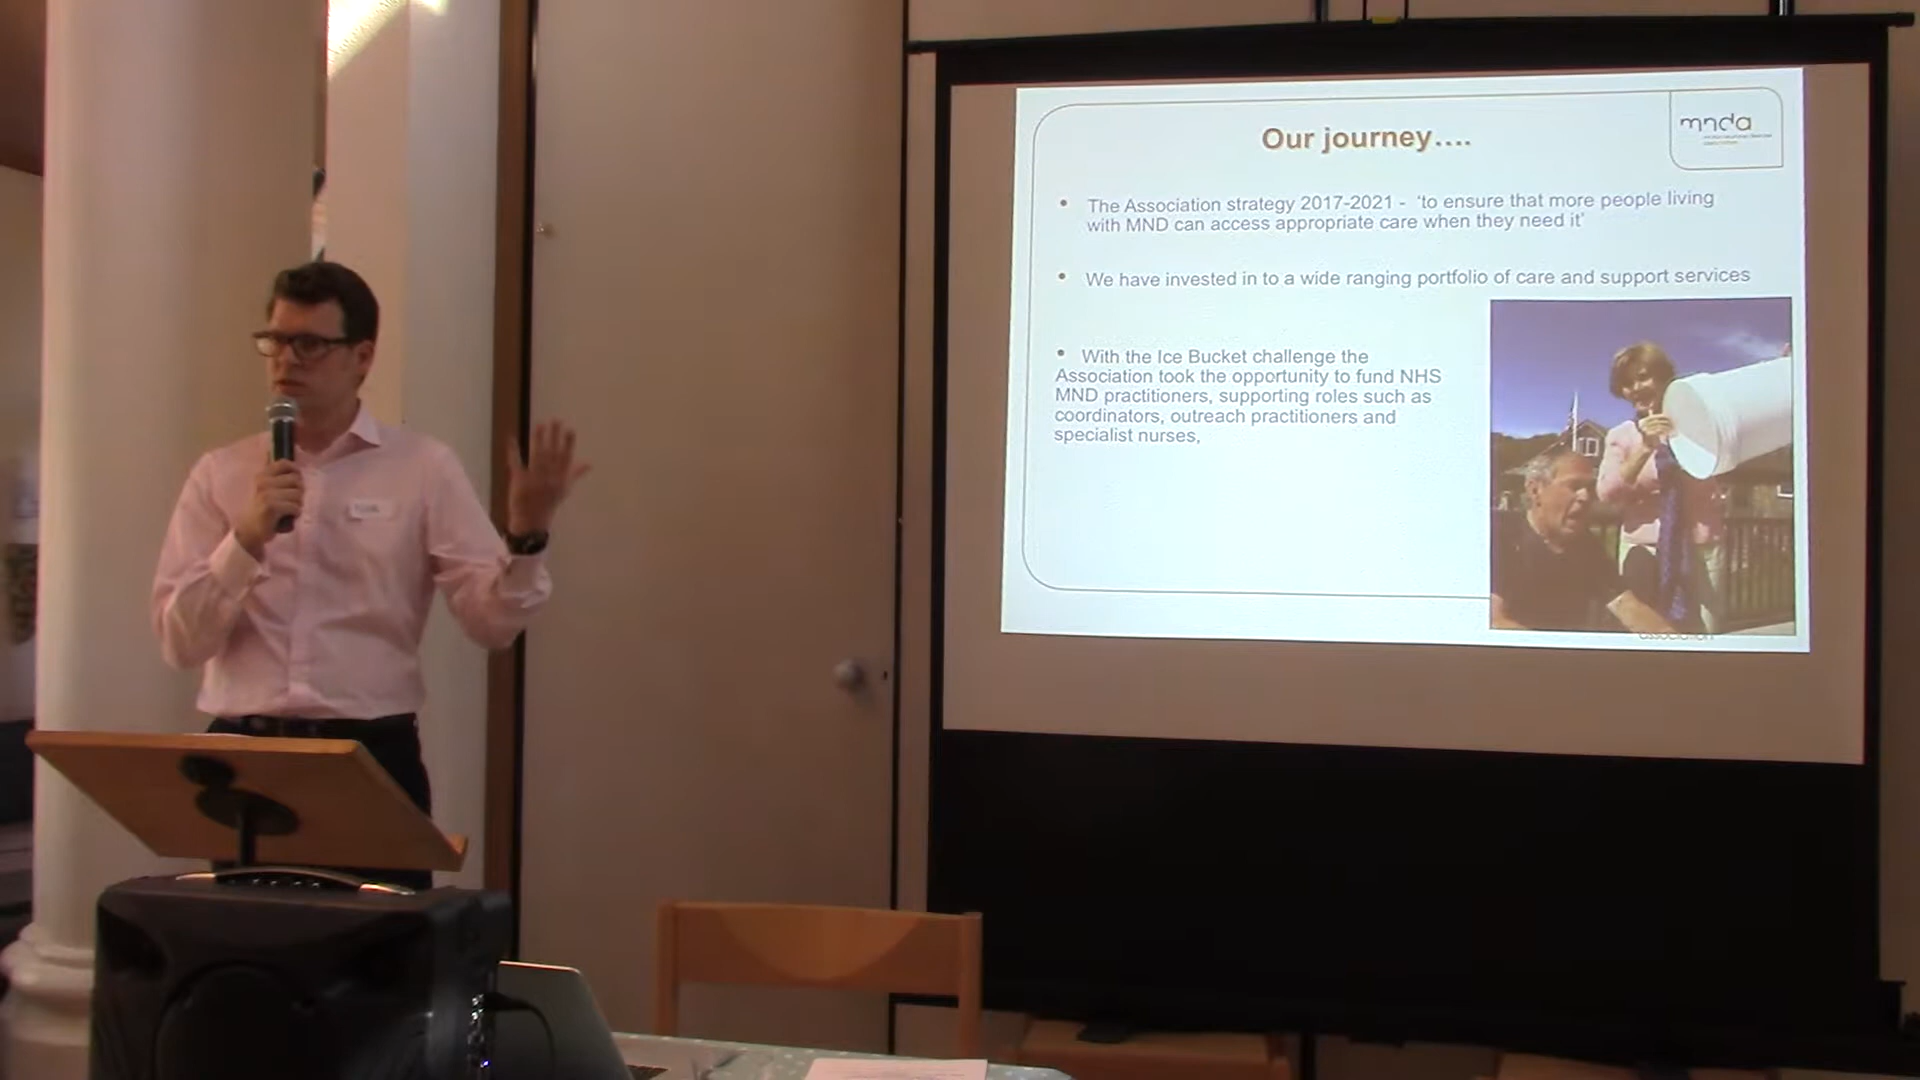 Our journey....
mnda
• The Association strategy 2017-2021 - ‘to ensure that more people living
with MND can access appropriate care when they need it’
• We have invested in to a wide ranging portfolio of care and support services
• With the Ice Bucket challenge the
Association took the opportunity to fund NHS
MND practitioners, supporting roles such as
coordinators, outreach practitioners and
specialist nurses,
association